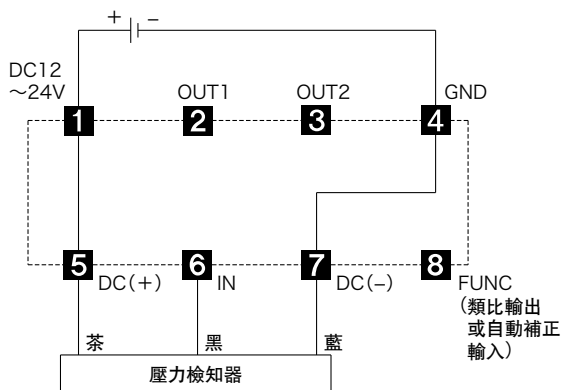 + −
DC12
～24V
OUT1
OUT2
GND
1
2
3
4
5
6
7
8
DC(+)
IN
DC(−)
FUNC
(類比輸出
或自動補正
輸入)
茶
黑
藍
壓力檢知器